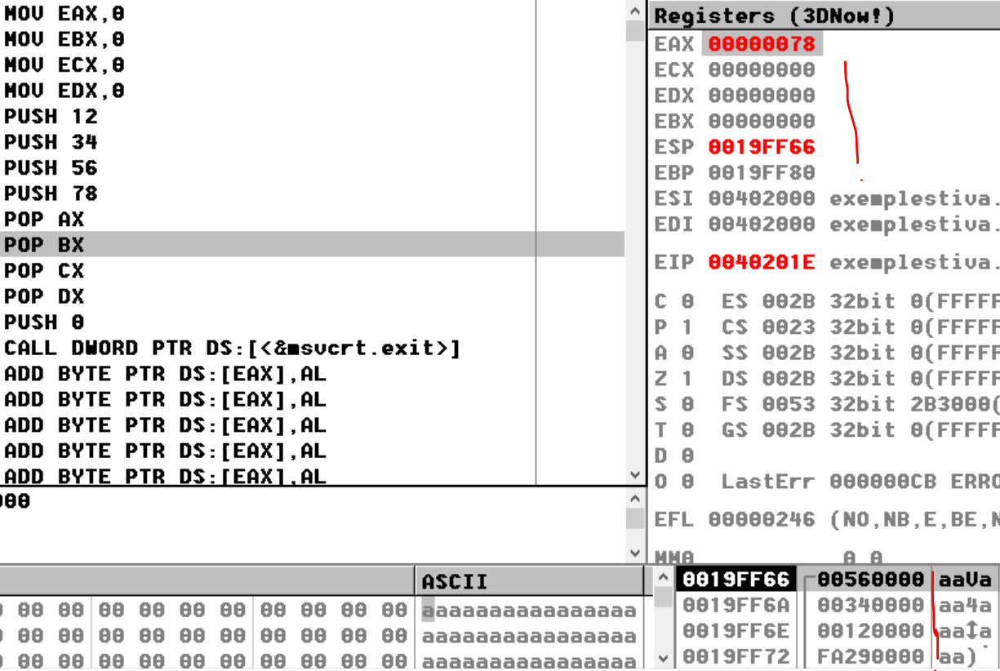 MOV EAX,0
MOV EBX,0
MOV ECX,0
MOV EDX,0
PUSH 12
PUSH 34
PUSH 56
PUSH 78
POP AX
POP BX
POP CX
POP DX
PUSH 0
CALL DWORD PTR DS:[<&msvcrt.exit>]
ADD BYTE PTR DS:[EAX],AL
ADD BYTE PTR DS:[EAX],AL
ADD BYTE PTR DS:[EAX],AL
ADD BYTE PTR DS:[EAX],AL
ADD BYTE PTR DS:[EAX],AL
000
Registers (3DNow!)
EAX 00000078
ECX 00000000
EDX 00000000
EBX 00000000
ESP 0019FF66
EBP 0019FF80
ESI 00402000 exemplestiva.
EDI 00402000 exemplestiva.
EIP 0040201E exemplestiva.
C 0 ES 002B 32bit 0(FFFFF
P 1 CS 0023 32bit 0(FFFFF
A 0 SS 002B 32bit 0(FFFFF
Z 1 DS 002B 32bit 0(FFFFF
S 0 FS 0053 32bit 2B3000(
T 0 GS 002B 32bit 0(FFFFF
D 0
O 0 LastErr 000000CB ERRO
EFL 00000246 (NO,NB,E,BE,N
MM0 0 0
ASCII
00 00 00 00 00 00 00 00 00 00 aaaaaaaaaaaaaaaa
00 00 00 00 00 00 00 00 00 00 aaaaaaaaaaaaaaaa
00 00 00 00 00 00 00 00 00 00 aaaaaaaaaaaaaaaa
0019FF66 00560000 aaVa
0019FF6A 00340000 aa4a
0019FF6E 00120000 aa↕a
0019FF72 FA290000 aa)˙